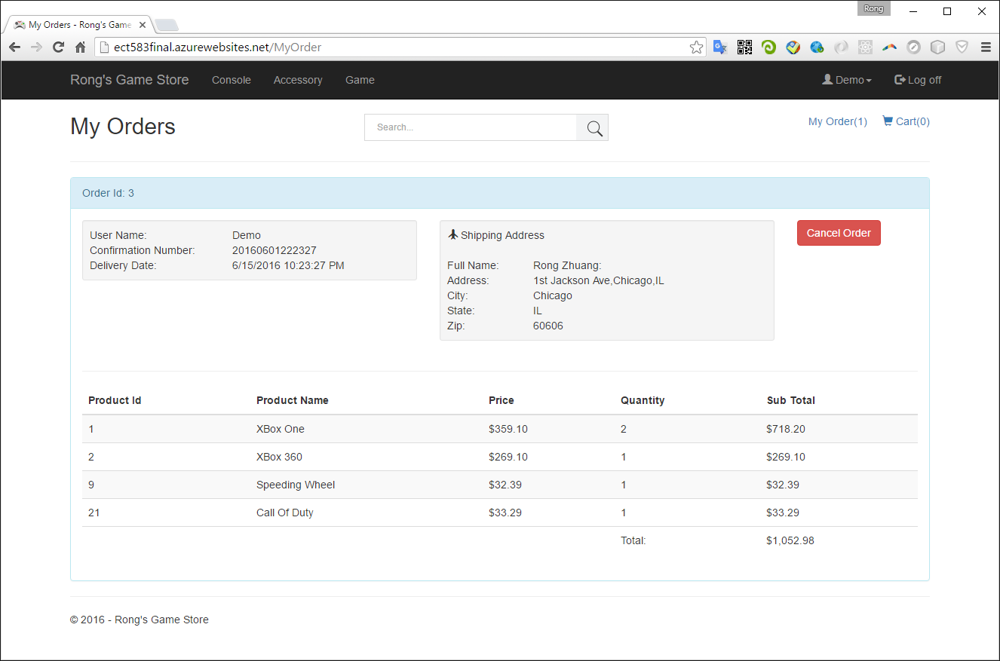 Rong
My Orders - Rong's Game
ect583final.azurewebsites.net/MyOrder
Rong's Game Store Console Accessory Game Demo Log off
My Orders Search... My Order(1) Cart(0)
Order Id: 3
User Name: Demo
Confirmation Number: 20160601222327
Delivery Date: 6/15/2016 10:23:27 PM
Shipping Address
Full Name: Rong Zhuang:
Address: 1st Jackson Ave,Chicago,IL
City: Chicago
State: IL
Zip: 60606
Cancel Order
Product Id Product Name Price Quantity Sub Total
1 XBox One $359.10 2 $718.20
2 XBox 360 $269.10 1 $269.10
9 Speeding Wheel $32.39 1 $32.39
21 Call Of Duty $33.29 1 $33.29
Total: $1,052.98
© 2016 - Rong's Game Store